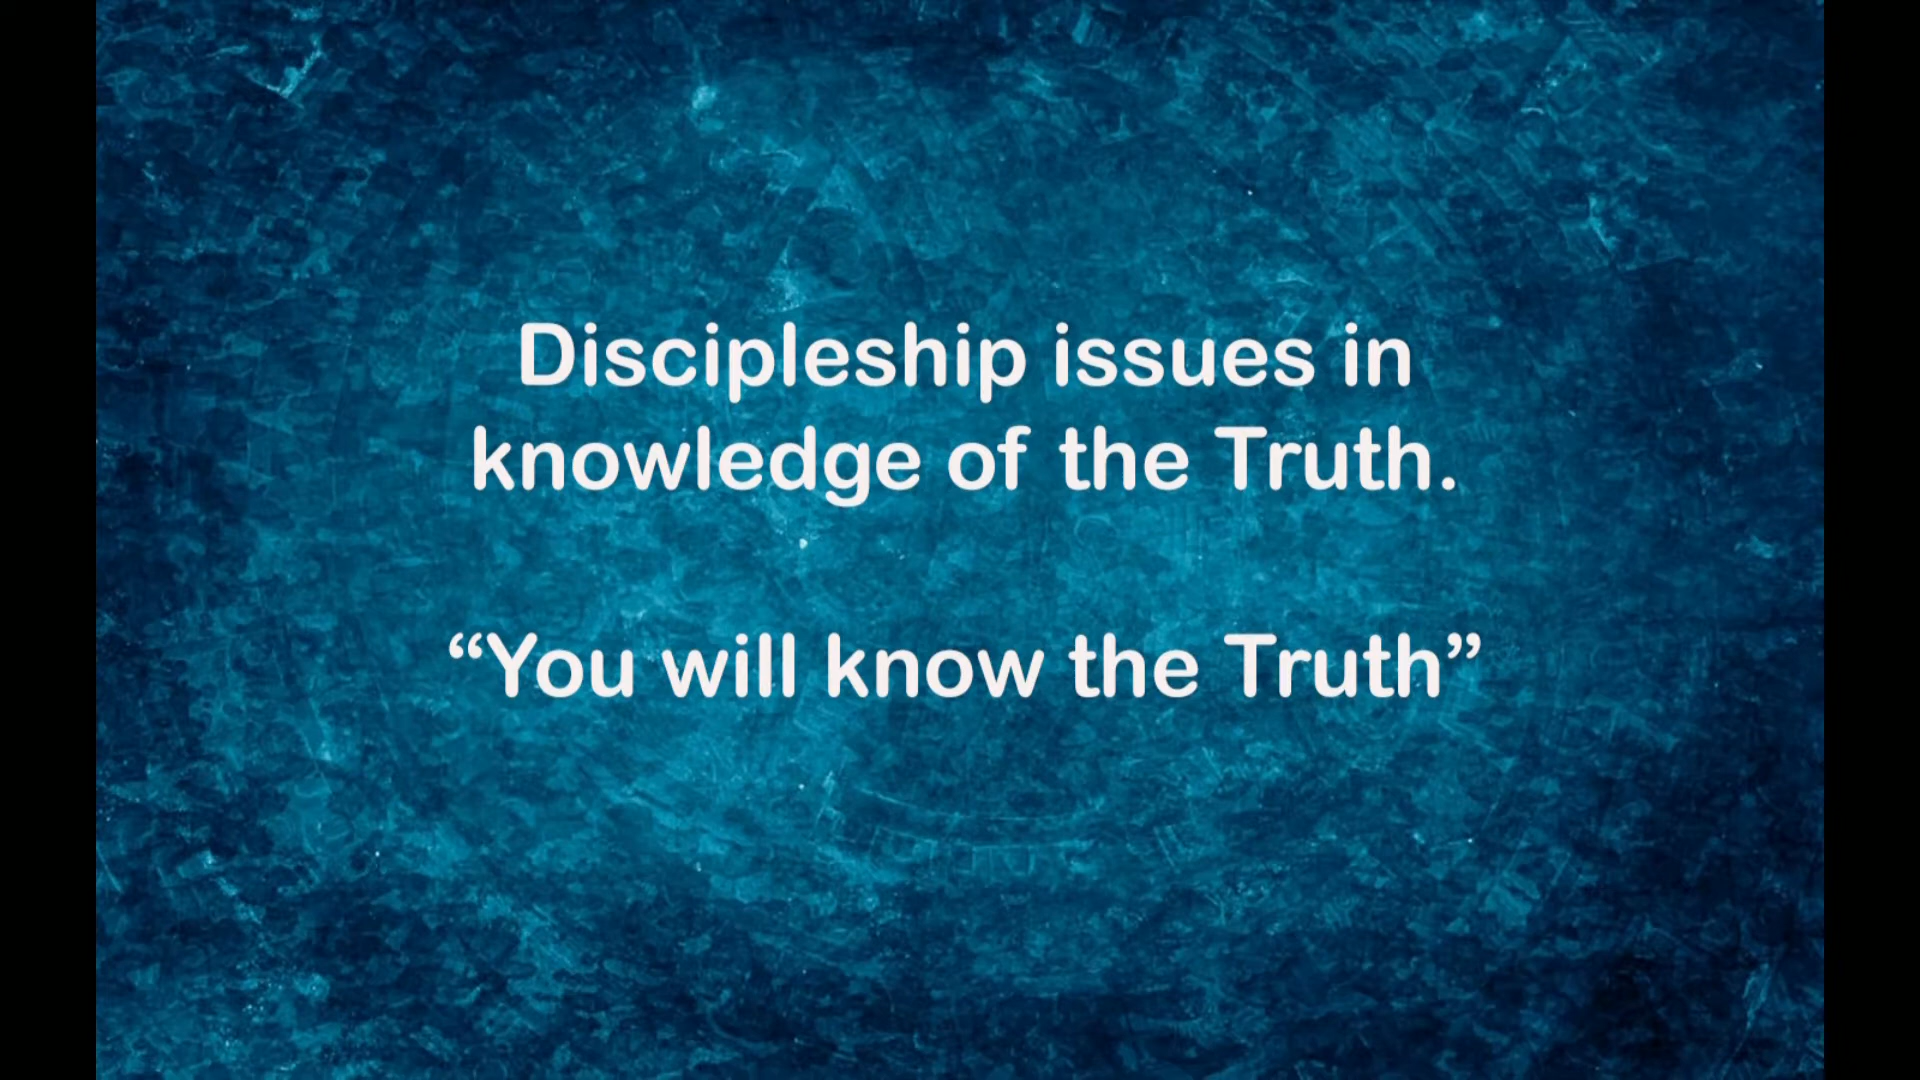 Discipleship issues in
knowledge of the Truth.
“You will know the Truth”